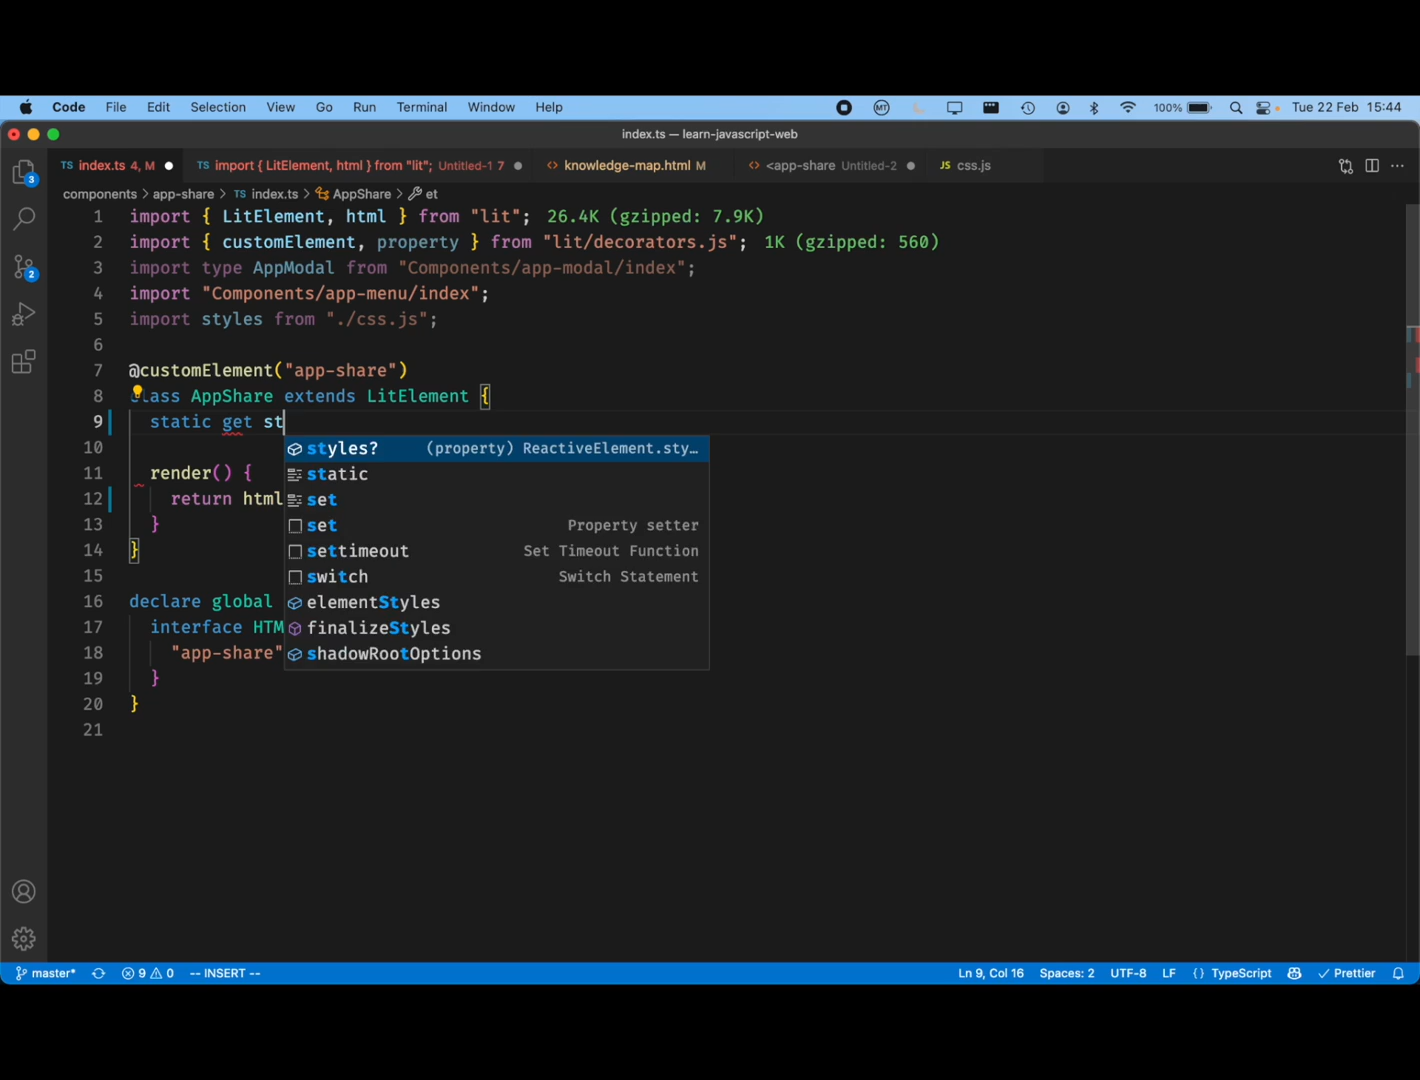 Code File Edit Selection View Go Run Terminal Window Help MT 100% Tue 22 Feb 15:44
index.ts — learn-javascript-web
TS index.ts 4, M TS import { LitElement, html } from "lit"; Untitled-1 7 <> knowledge-map.html M <> <app-share Untitled-2 JS css.js
components > app-share > TS index.ts > AppShare > et
1 import { LitElement, html } from "lit"; 26.4K (gzipped: 7.9K)
2 import { customElement, property } from "lit/decorators.js"; 1K (gzipped: 560)
3 import type AppModal from "Components/app-modal/index";
4 import "Components/app-menu/index";
5 import styles from "./css.js";
6
7 @customElement("app-share")
8 class AppShare extends LitElement {
9 static get st
10 styles? (property) ReactiveElement.sty…
11 render() { static
12 return html set
13 } set Property setter
14 } settimeout Set Timeout Function
15 switch Switch Statement
16 declare global elementStyles
17 interface HTM finalizeStyles
18 "app-share" shadowRootOptions
19 }
20 }
21
3
2
master* 9 0 -- INSERT -- Ln 9, Col 16 Spaces: 2 UTF-8 LF {} TypeScript Prettier